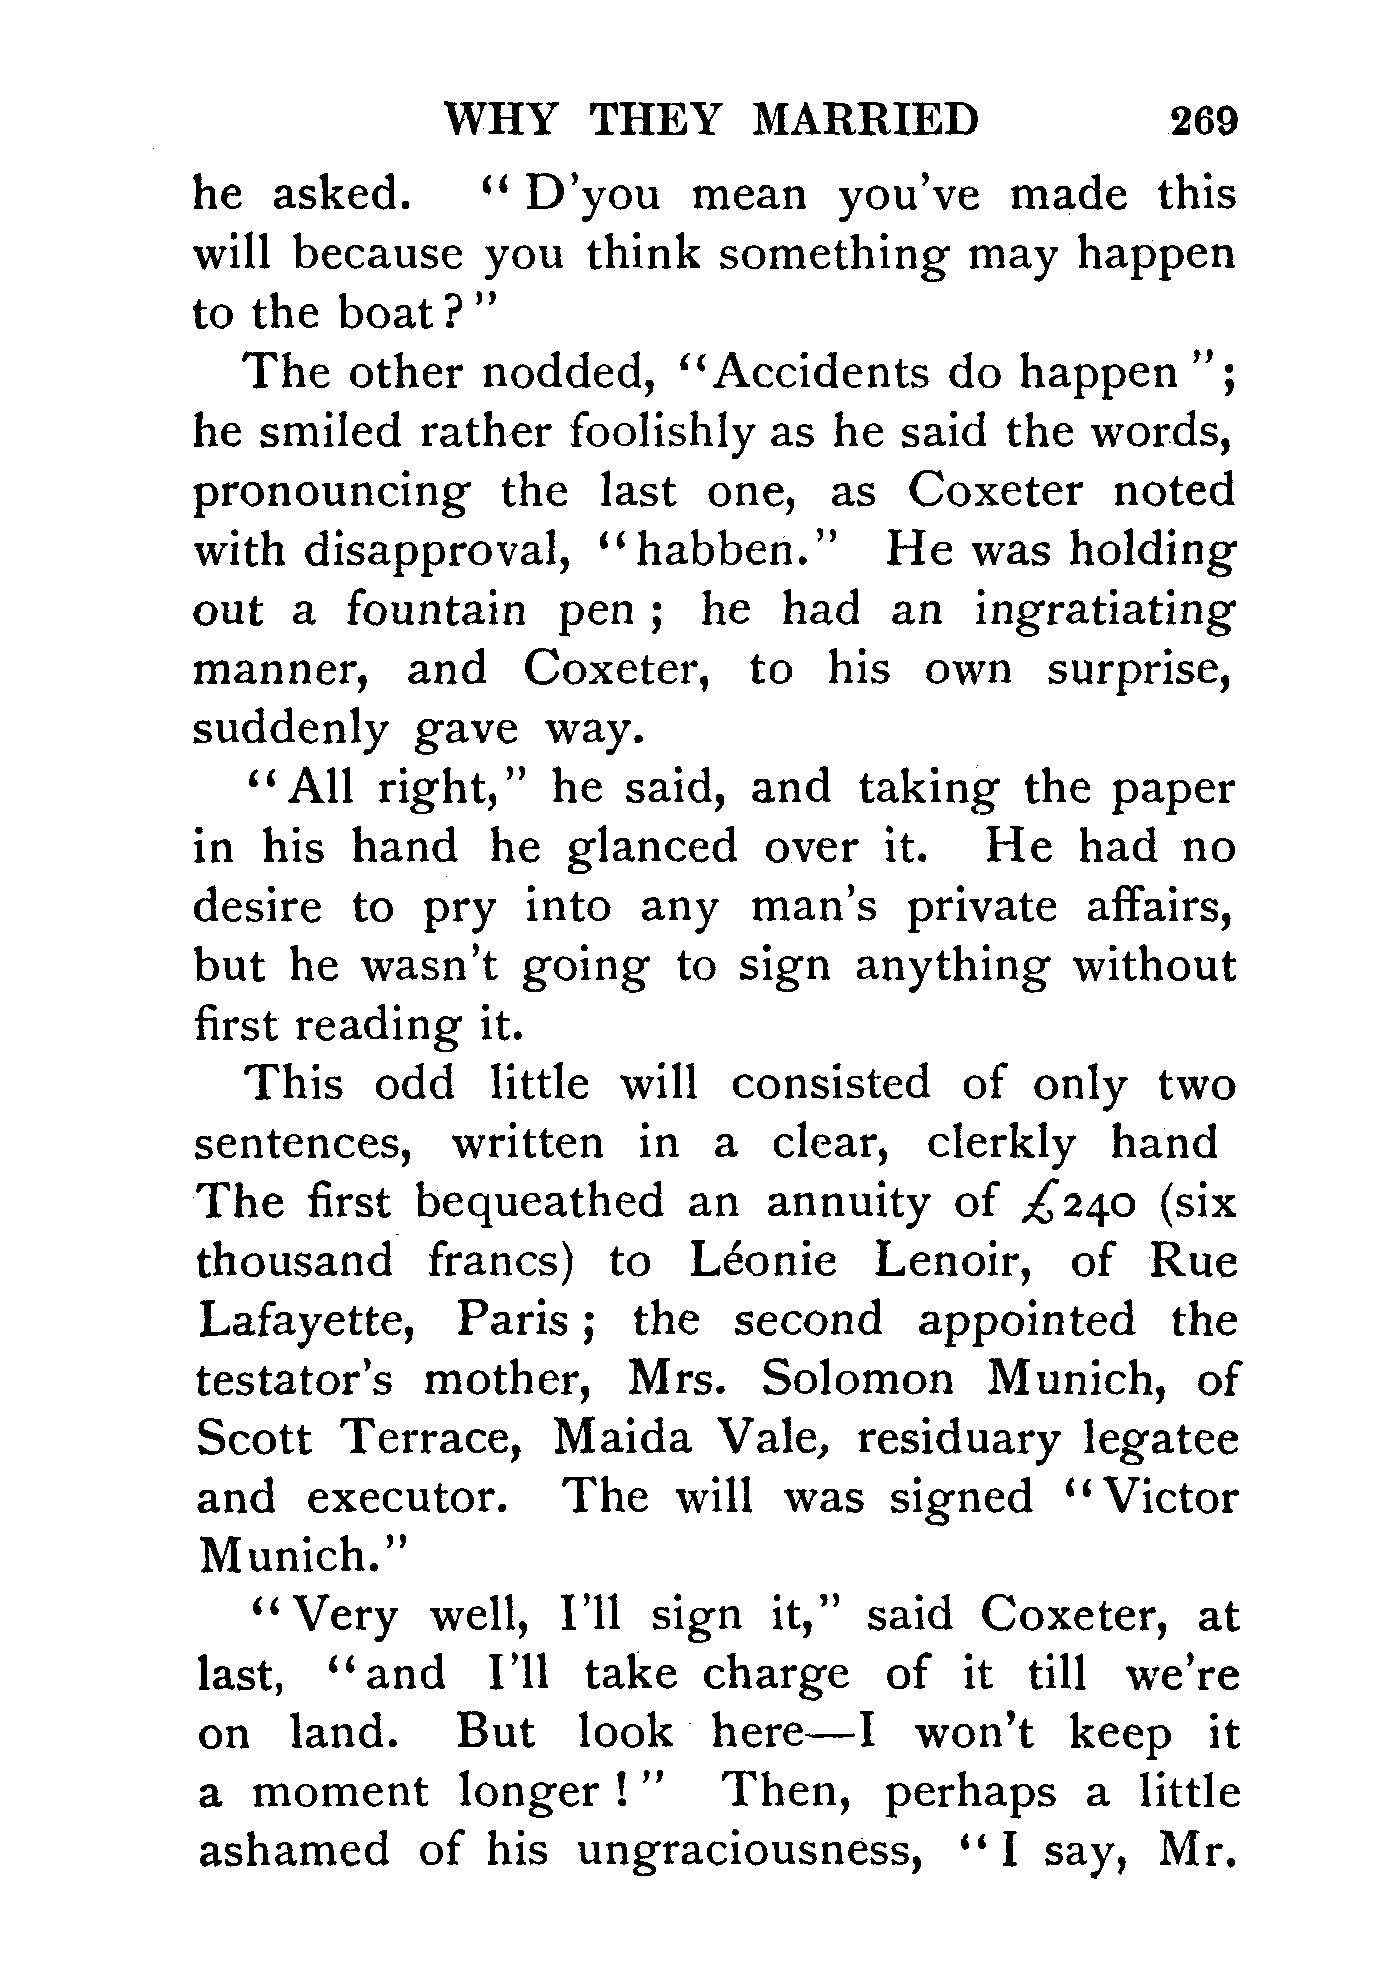 WHY THEY MARRIED 269
he asked. “D’you mean you’ve made this
will because you think something may happen
to the boat?”
The other nodded, “Accidents do happen”;
he smiled rather foolishly as he said the words,
pronouncing the last one, as Coxeter noted
with disapproval, “habben.” He was holding
out a fountain pen; he had an ingratiating
manner, and Coxeter, to his own surprise,
suddenly gave way.
“All right,” he said, and taking the paper
in his hand he glanced over it. He had no
desire to pry into any man’s private affairs,
but he wasn’t going to sign anything without
first reading it.
This odd little will consisted of only two
sentences, written in a clear, clerkly hand
The first bequeathed an annuity of £240 (six
thousand francs) to Léonie Lenoir, of Rue
Lafayette, Paris; the second appointed the
testator’s mother, Mrs. Solomon Munich, of
Scott Terrace, Maida Vale, residuary legatee
and executor. The will was signed “Victor
Munich.”
“Very well, I’ll sign it,” said Coxeter, at
last, “and I’ll take charge of it till we’re
on land. But look here—I won’t keep it
a moment longer!” Then, perhaps a little
ashamed of his ungraciousness, “I say, Mr.